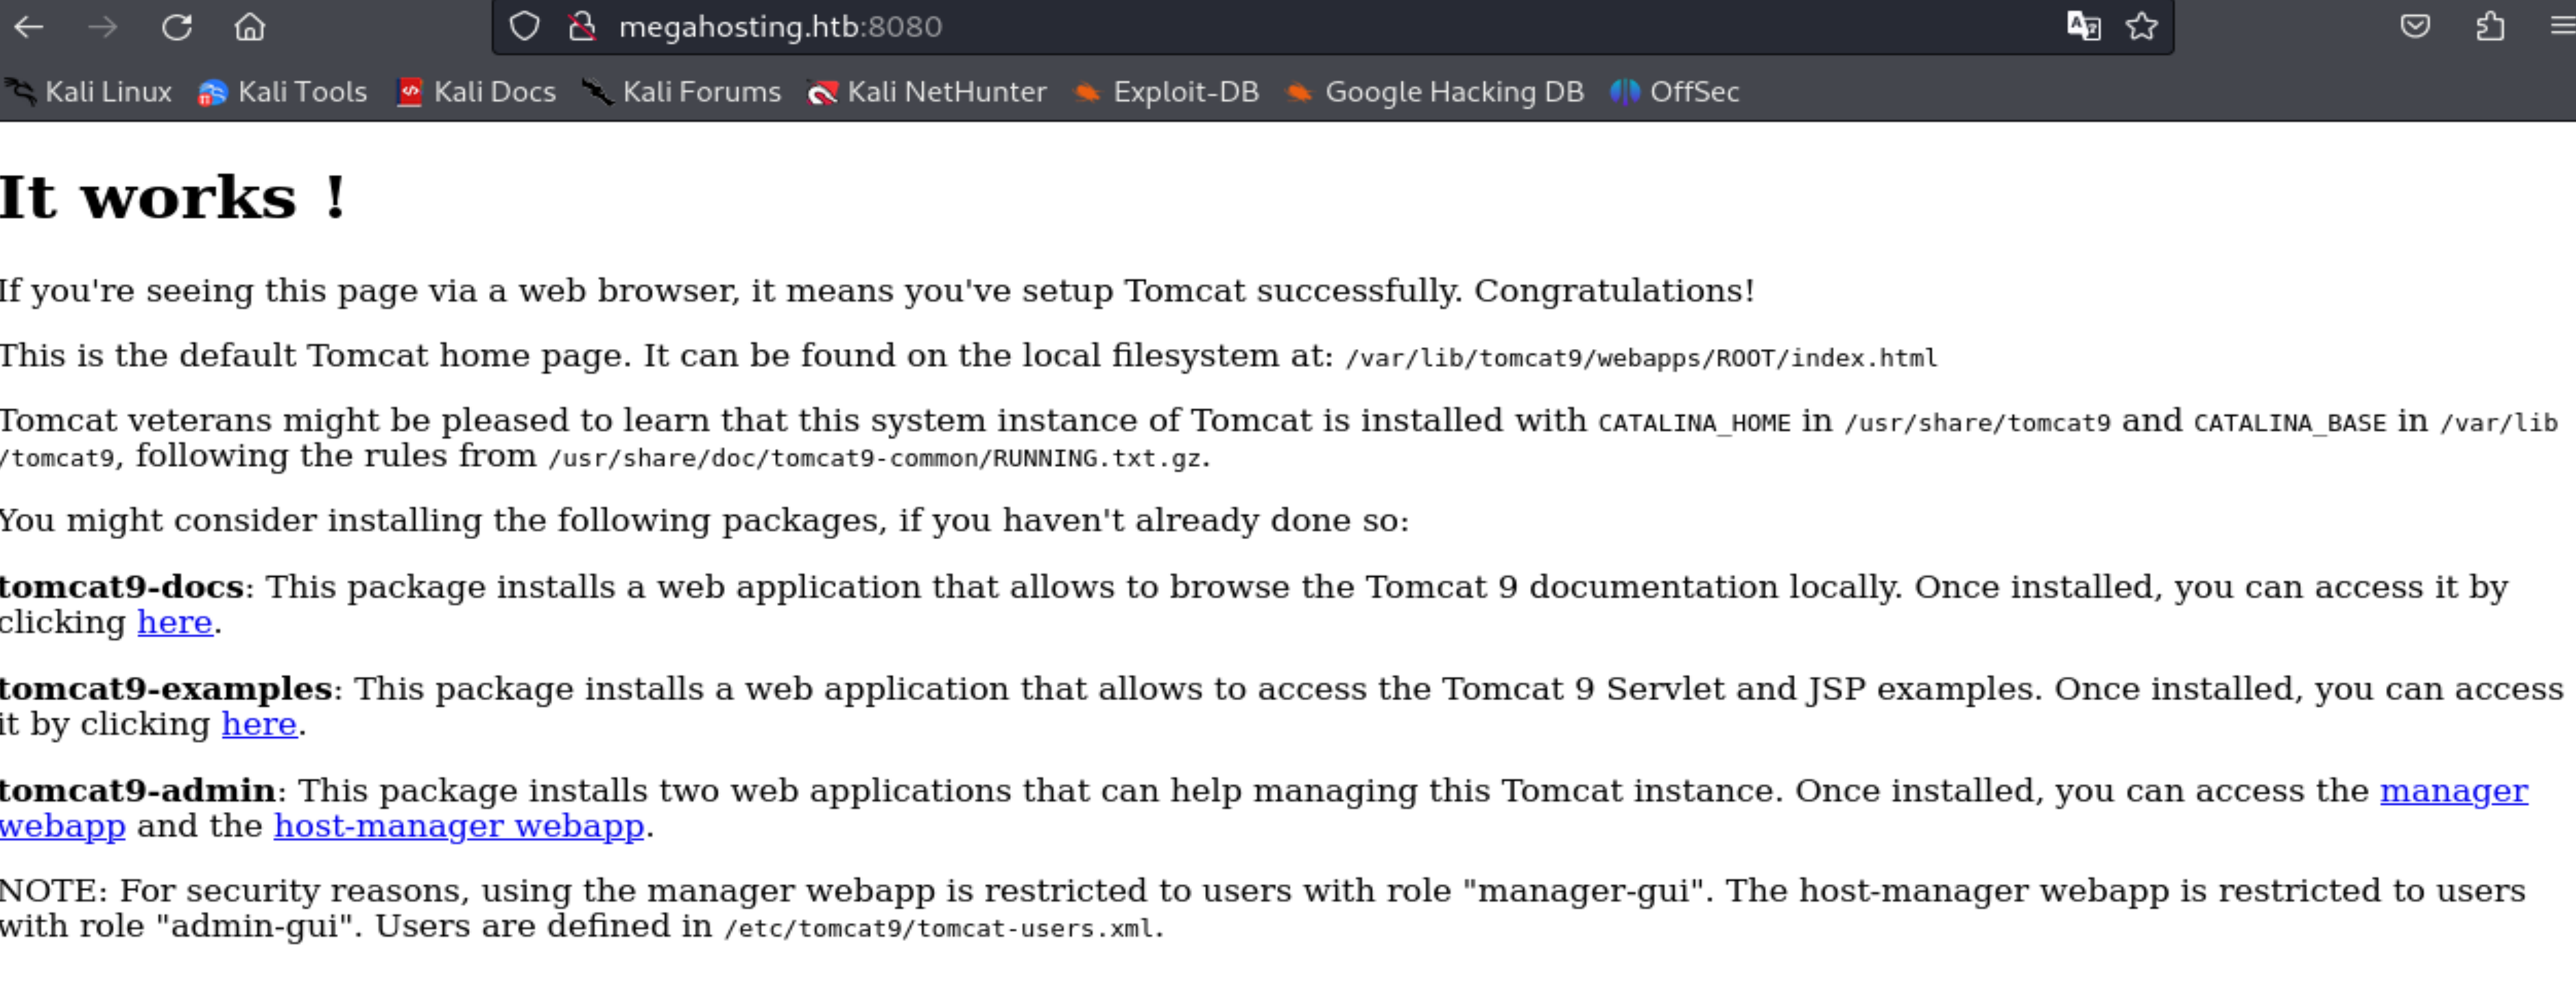 megahosting.htb:8080
Kali Linux Kali Tools Kali Docs Kali Forums Kali NetHunter Exploit-DB Google Hacking DB OffSec
It works !
If you're seeing this page via a web browser, it means you've setup Tomcat successfully. Congratulations!
This is the default Tomcat home page. It can be found on the local filesystem at: /var/lib/tomcat9/webapps/ROOT/index.html
Tomcat veterans might be pleased to learn that this system instance of Tomcat is installed with CATALINA_HOME in /usr/share/tomcat9 and CATALINA_BASE in /var/lib
/tomcat9, following the rules from /usr/share/doc/tomcat9-common/RUNNING.txt.gz.
You might consider installing the following packages, if you haven't already done so:
tomcat9-docs: This package installs a web application that allows to browse the Tomcat 9 documentation locally. Once installed, you can access it by
clicking here.
tomcat9-examples: This package installs a web application that allows to access the Tomcat 9 Servlet and JSP examples. Once installed, you can access
it by clicking here.
tomcat9-admin: This package installs two web applications that can help managing this Tomcat instance. Once installed, you can access the manager
webapp and the host-manager webapp.
NOTE: For security reasons, using the manager webapp is restricted to users with role "manager-gui". The host-manager webapp is restricted to users
with role "admin-gui". Users are defined in /etc/tomcat9/tomcat-users.xml.